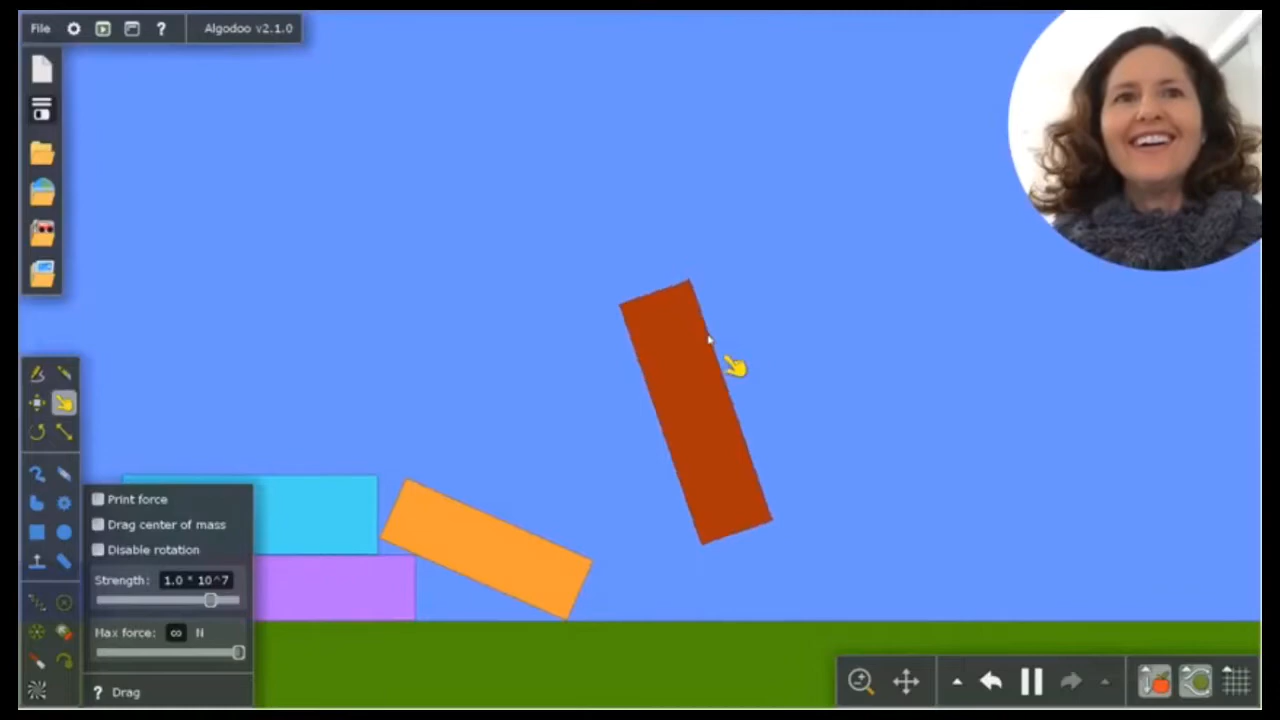 File ? Algodoo v2.1.0
Print force
Drag center of mass
Disable rotation
Strength: 1.0 * 10^7
Max force: ∞ N
? Drag